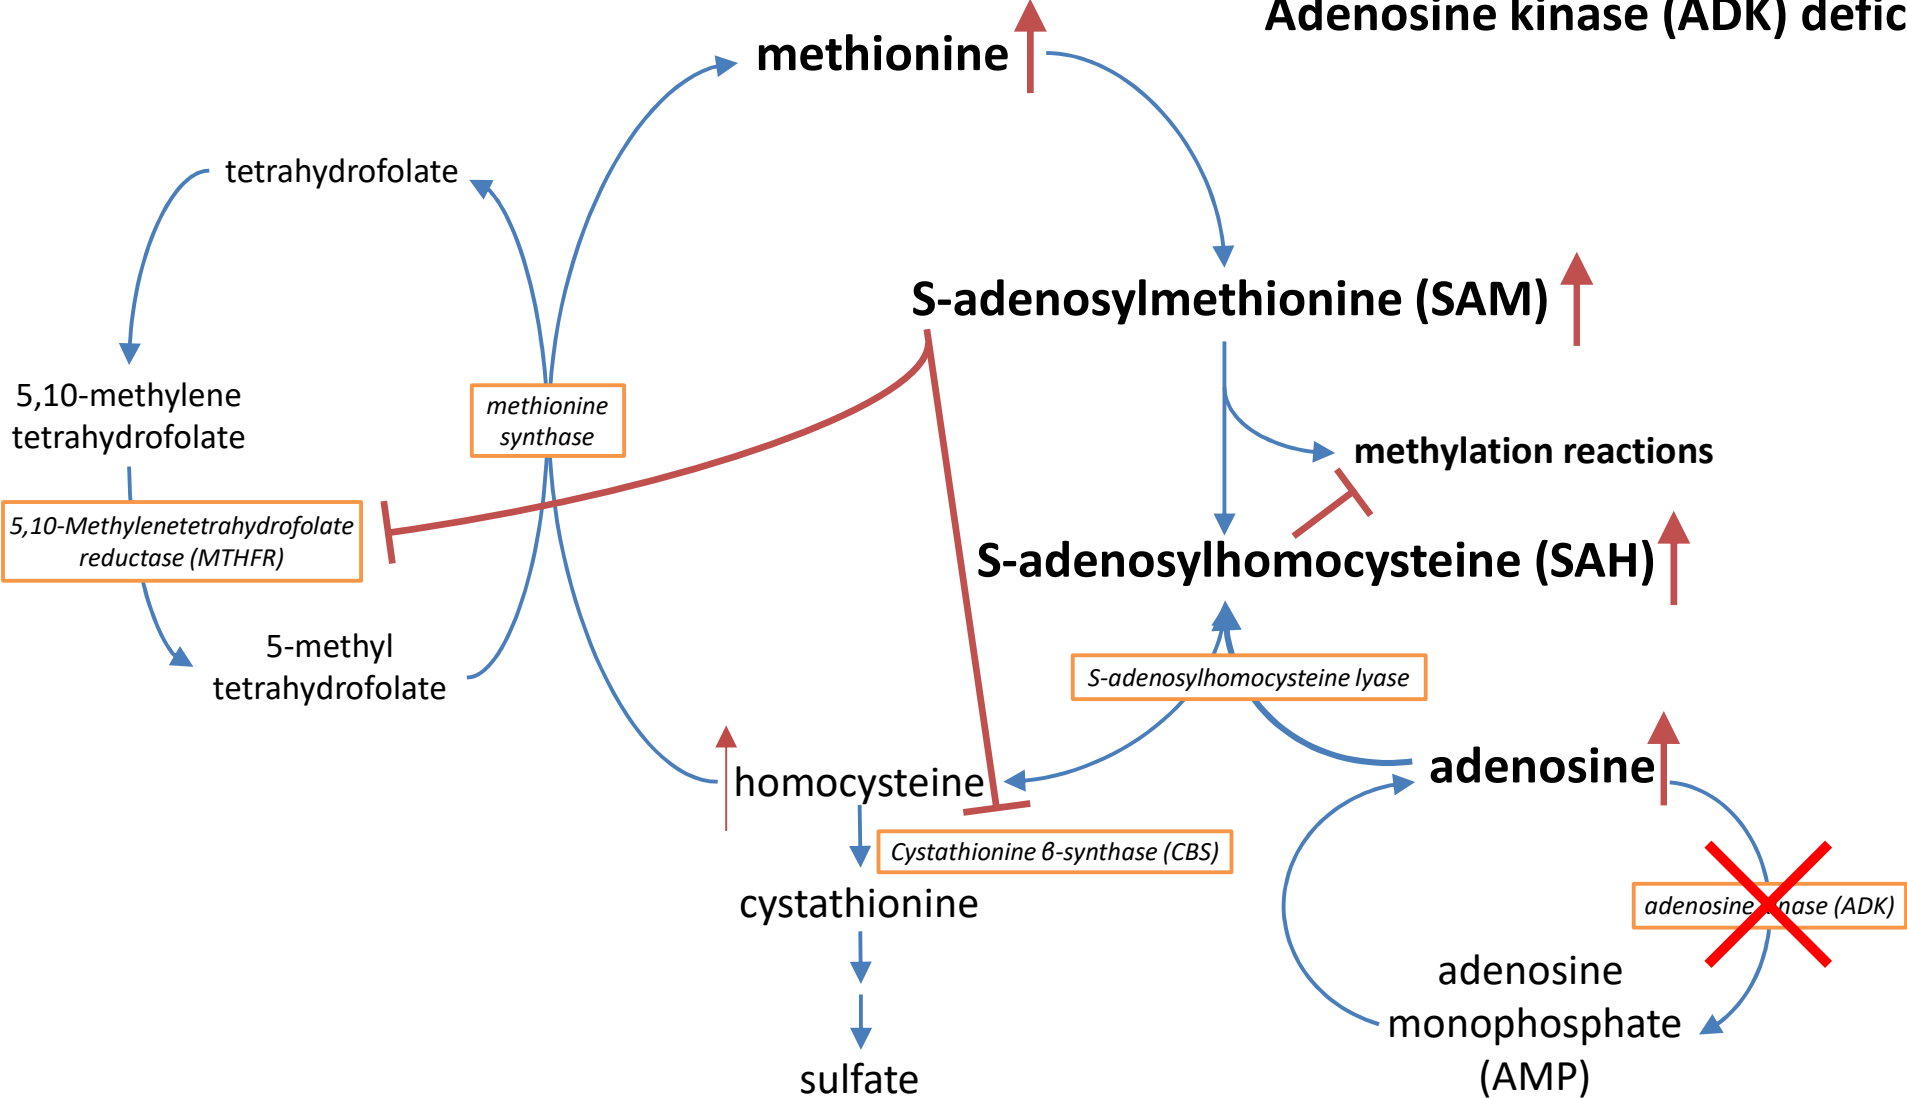 Adenosine kinase (ADK) defic
methionine
tetrahydrofolate
S-adenosylmethionine (SAM)
5,10-methylene
tetrahydrofolate
methionine
synthase
methylation reactions
5,10-Methylenetetrahydrofolate
reductase (MTHFR)
S-adenosylhomocysteine (SAH)
5-methyl
tetrahydrofolate
S-adenosylhomocysteine lyase
homocysteine
adenosine
Cystathionine β-synthase (CBS)
cystathionine
adenosine kinase (ADK)
adenosine
monophosphate
(AMP)
sulfate